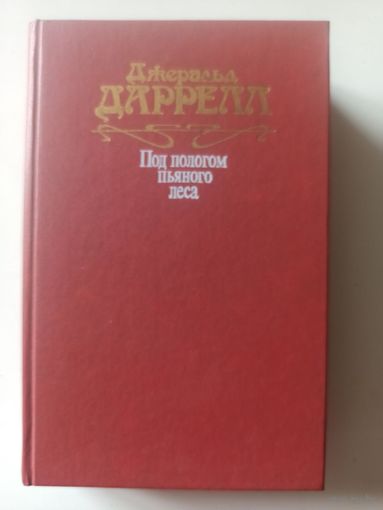 Джеральд
ДАРРЕЛЛ
Под пологом
пьяного
леса